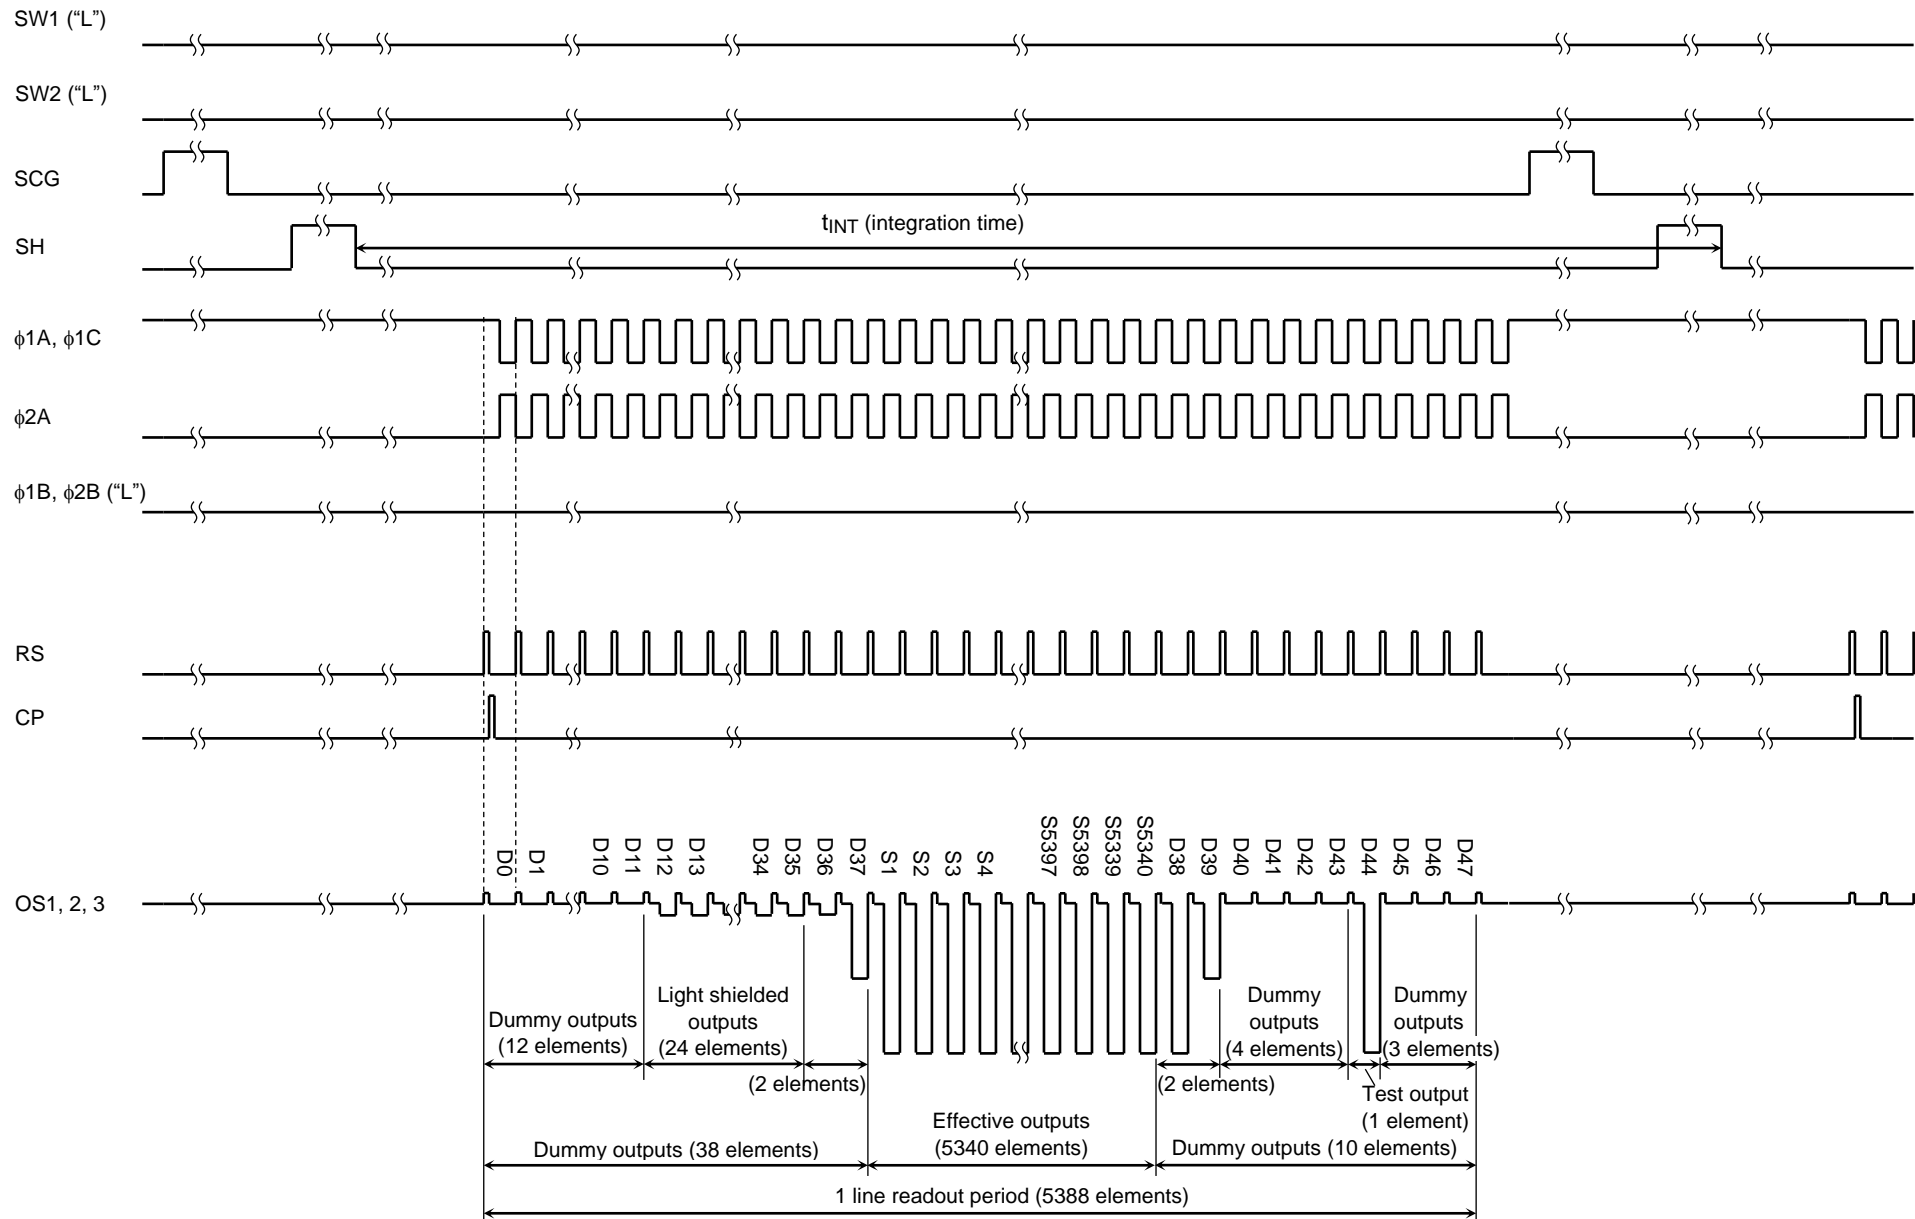 SW1 (“L”)
SW2 (“L”)
SCG
tINT (integration time)
SH
ϕ1A, ϕ1C
ϕ2A
ϕ1B, ϕ2B (“L”)
RS
CP
OS1, 2, 3
D0
D1
D10
D11
D12
D13
D34
D35
D36
D37
S1
S2
S3
S4
S5397
S5398
S5339
S5340
D38
D39
D40
D41
D42
D43
D44
D45
D46
D47
Dummy outputs
(12 elements)
Light shielded
outputs
(24 elements)
(2 elements)
(2 elements)
Dummy
outputs
(4 elements)
Dummy
outputs
(3 elements)
Test output
(1 element)
Dummy outputs (38 elements)
Effective outputs
(5340 elements)
Dummy outputs (10 elements)
1 line readout period (5388 elements)